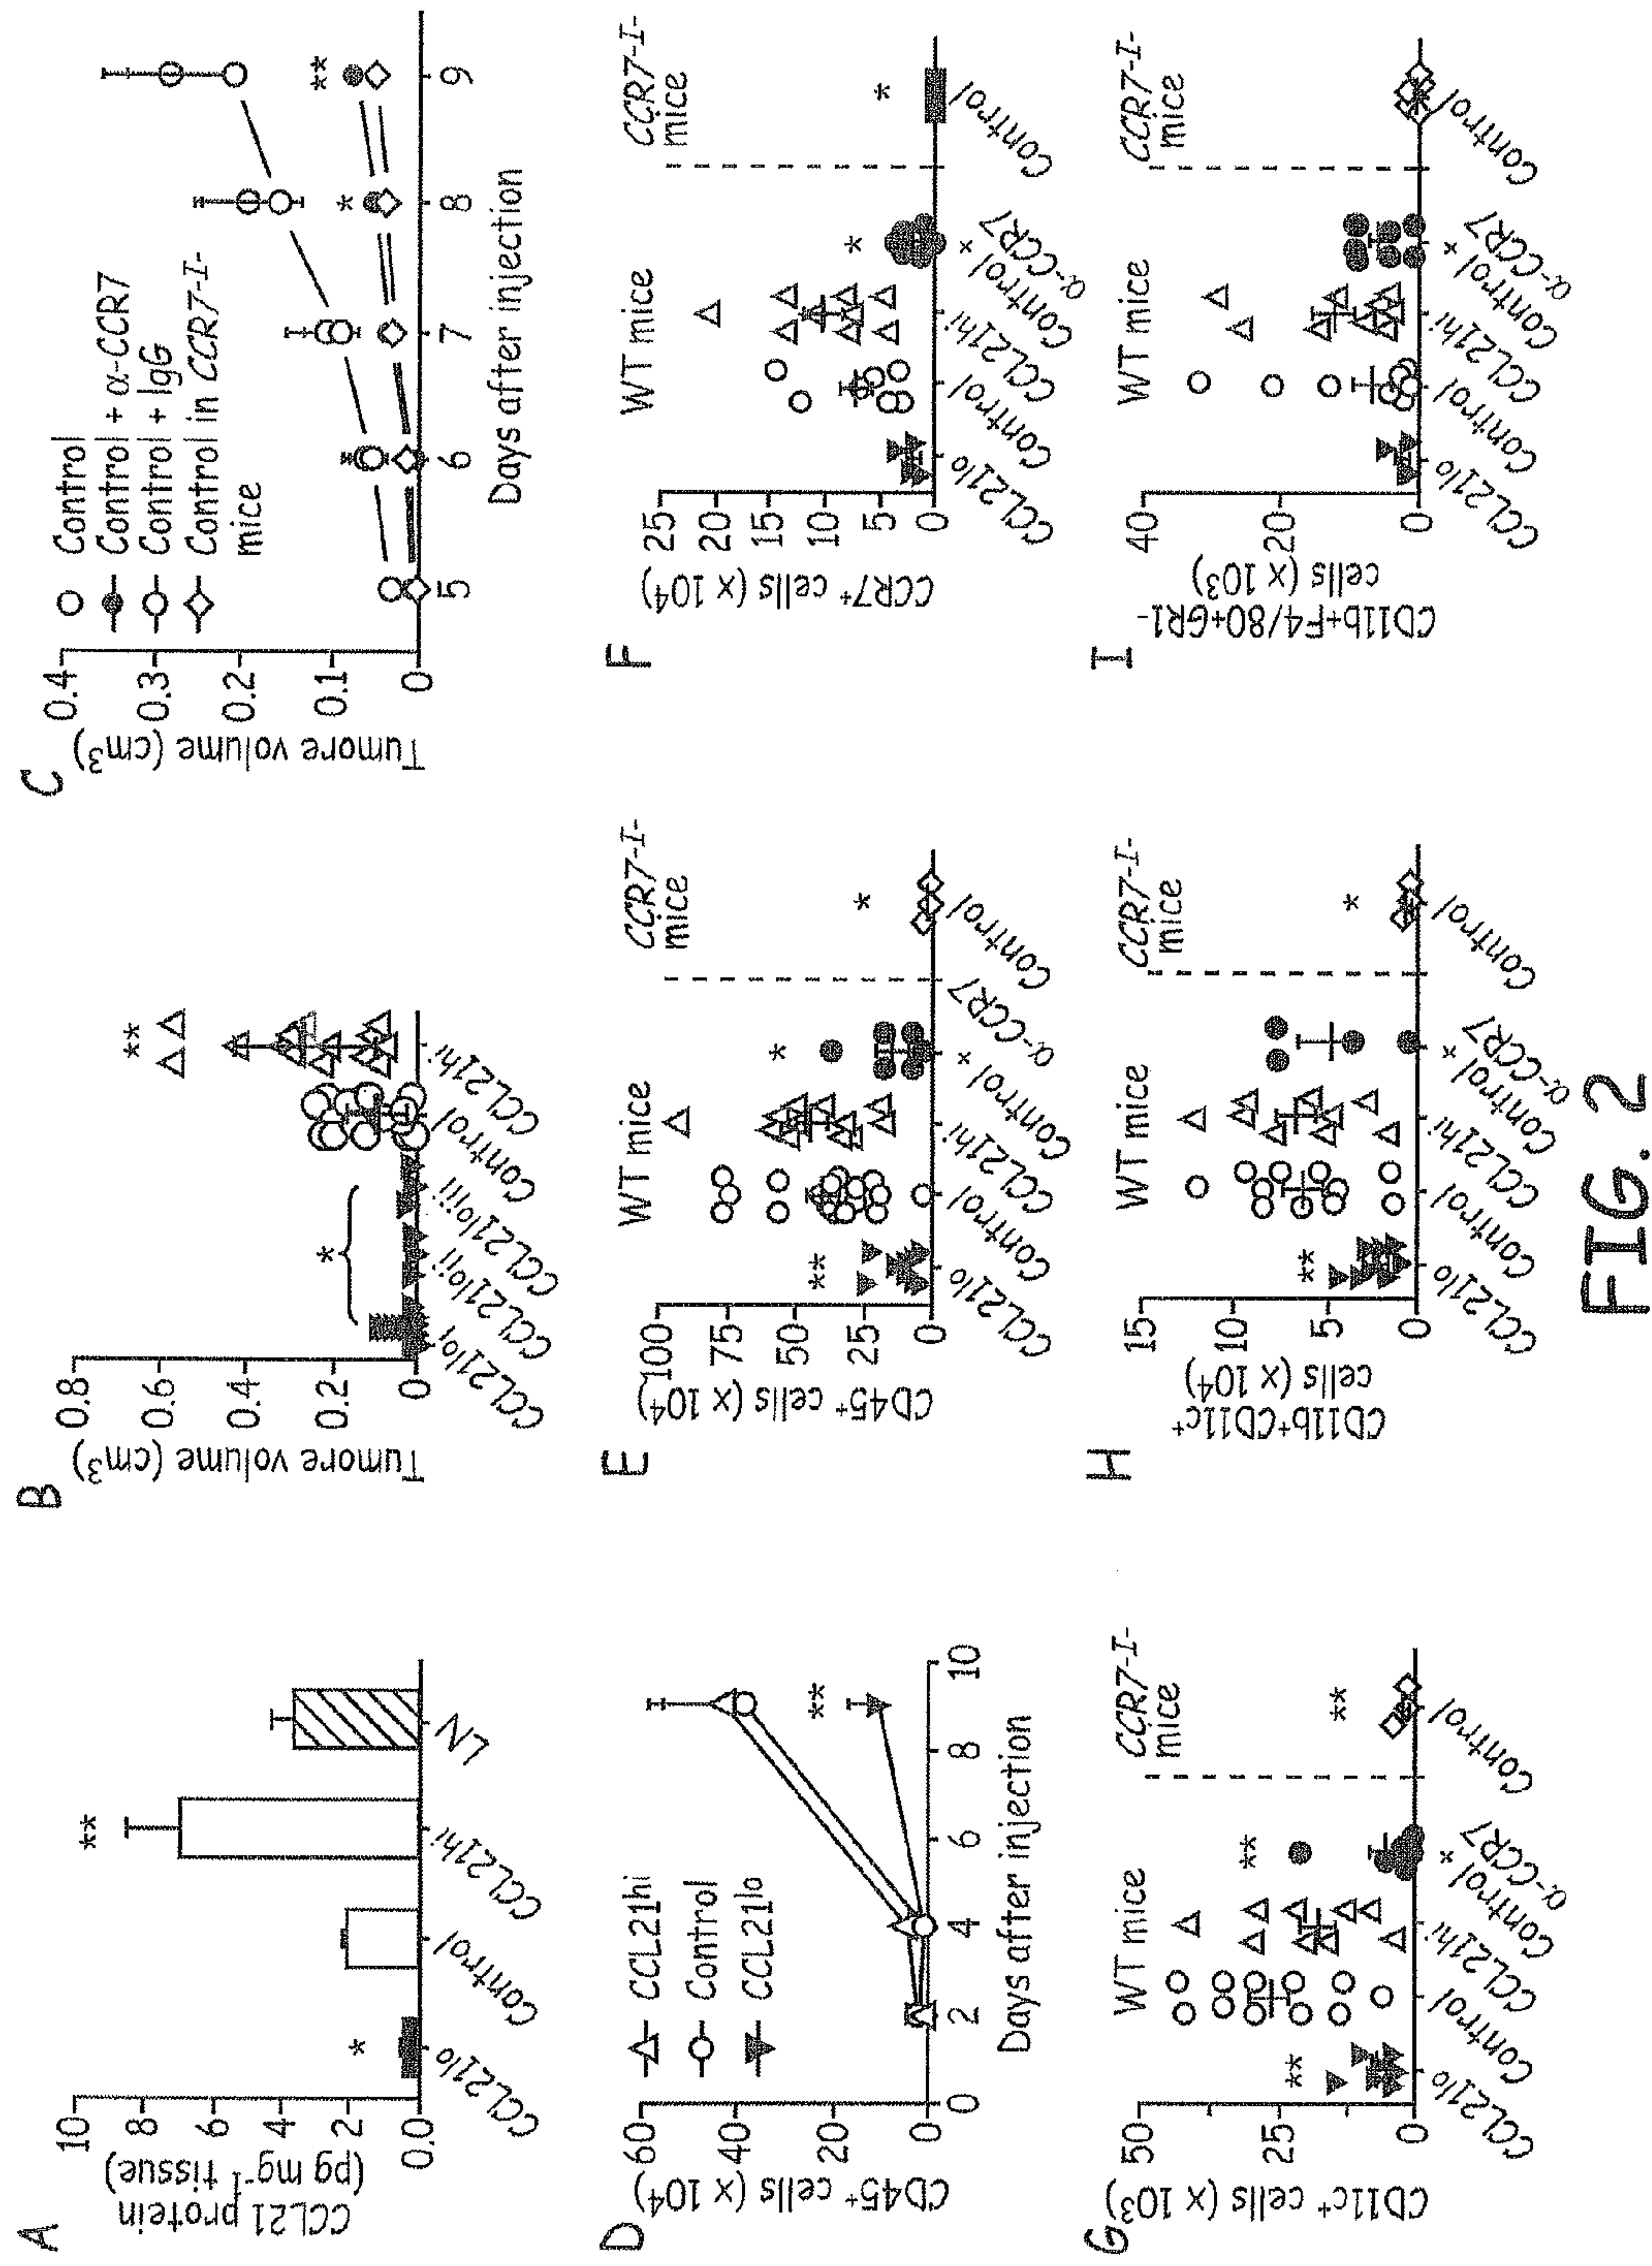 A
CCL21 protein
(pg mg-1 tissue)
10
8
6
4
2
0.0
*
**
CCL21lo
Control
CCL21hi
LN
B
Tumore volume (cm3)
0.8
0.6
0.4
0.2
0
*
**
CCL21loi
CCL21loji
CCL21lojii
Control
CCL21hi
C
Tumore volume (cm3)
0.4
0.3
0.2
0.1
0
Control
Control + α-CCR7
Control + IgG
Control in CCR7-I-
mice
*
**
5 6 7 8 9
Days after injection
D
CD45+ cells (x 104)
60
40
20
0
CCL21hi
Control
CCL21lo
**
0 2 4 6 8 10
Days after injection
E
CD45+ cells (x 104)
100
75
50
25
0
WT mice
CCR7-I-
mice
**
*
*
CCL21lo
Control
CCL21hi
Control +
α-CCR7
Control
F
CCR7+ cells (x 104)
25
20
15
10
5
0
WT mice
CCR7-I-
mice
*
*
CCL21lo
Control
CCL21hi
Control +
α-CCR7
Control
G
CD11c+ cells (x 103)
50
25
0
WT mice
CCR7-I-
mice
**
**
**
CCL21lo
Control
CCL21hi
Control +
α-CCR7
Control
H
CD11b+CD11c+
cells (x 104)
15
10
5
0
WT mice
CCR7-I-
mice
**
*
CCL21lo
Control
CCL21hi
Control +
α-CCR7
Control
I
CD11b+F4/80+GR1-
cells (x 103)
40
20
0
WT mice
CCR7-I-
mice
*
CCL21lo
Control
CCL21hi
Control +
α-CCR7
Control
FIG. 2